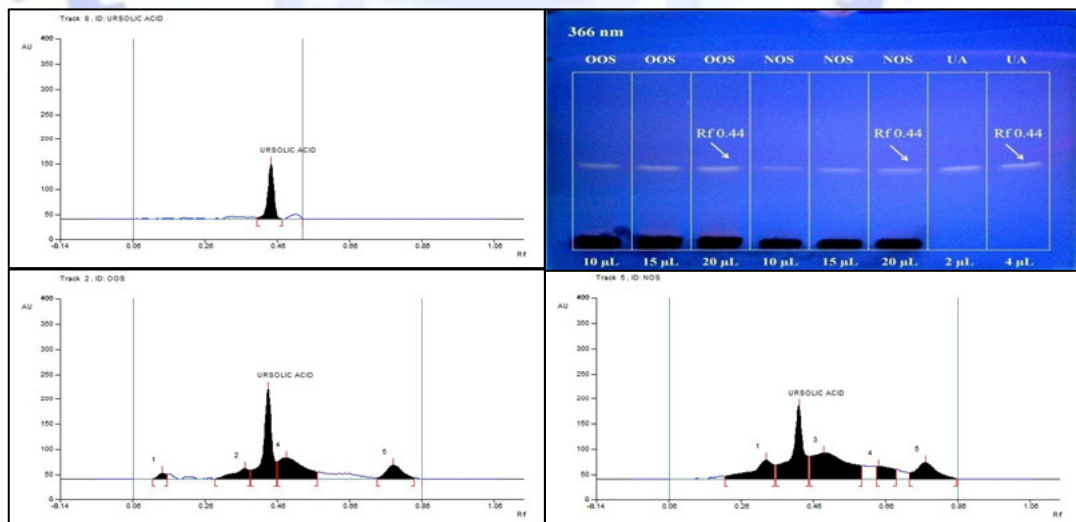 Track 8, ID: URSOLIC ACID
AU
400
350
300
250
200
150
100
50
0
URSOLIC ACID
-0.14 0.06 0.26 0.46 0.66 0.86 1.06
Rf
366 nm
OOS OOS OOS NOS NOS NOS UA UA
Rf 0.44 Rf 0.44 Rf 0.44
10 µL 15 µL 20 µL 10 µL 15 µL 20 µL 2 µL 4 µL
Track 2, ID: OOS
AU
400
350
300
250
200
150
100
50
0
URSOLIC ACID
1 2 4 5
-0.14 0.06 0.26 0.46 0.66 0.86 1.06
Rf
Track 5, ID: NOS
AU
400
350
300
250
200
150
100
50
0
URSOLIC ACID
1 3 4 5
-0.14 0.06 0.26 0.46 0.66 0.86 1.06
Rf